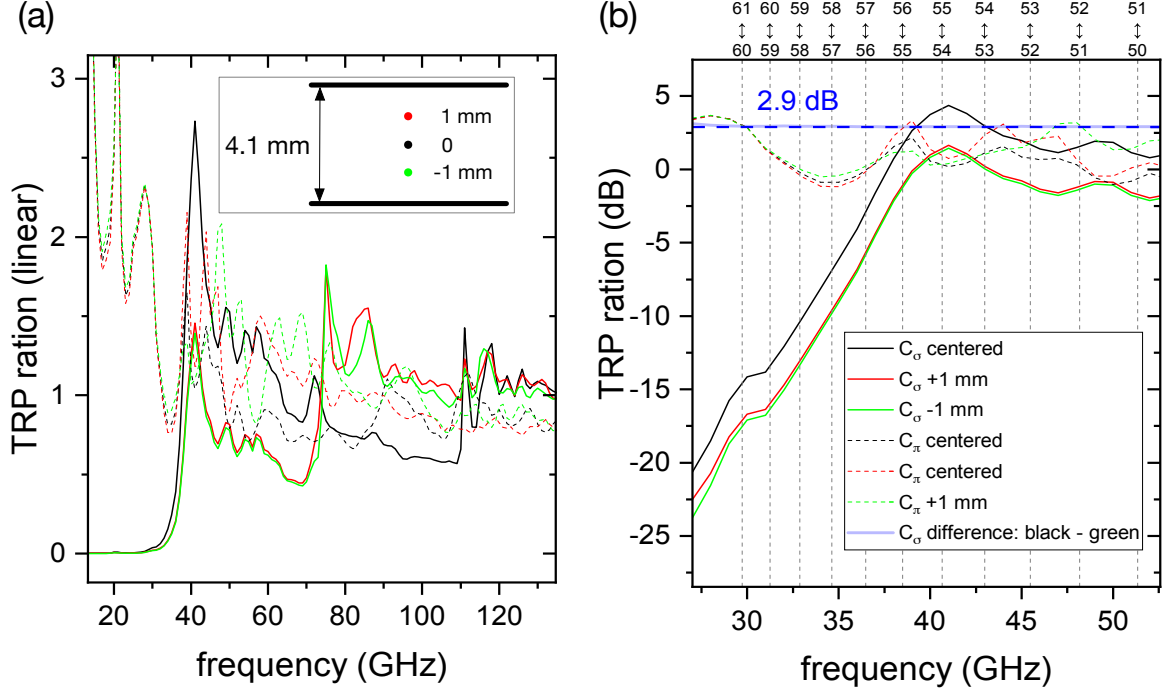 (a)
3
2
1
0
TRP ration (linear)
4.1 mm
1 mm
0
-1 mm
20 40 60 80 100 120
frequency (GHz)
(b)
61 60 59 58 57 56 55 54 53 52 51
60 59 58 57 56 55 54 53 52 51 50
5
0
-5
-10
-15
-20
-25
TRP ration (dB)
2.9 dB
Cσ centered
Cσ +1 mm
Cσ -1 mm
Cπ centered
Cπ centered
Cπ +1 mm
Cσ difference: black - green
30 35 40 45 50
frequency (GHz)